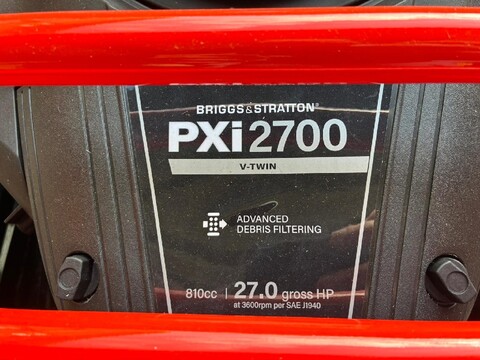 BRIGGS&STRATTON®
PXi2700
V-TWIN
ADVANCED
DEBRIS FILTERING
810cc | 27.0 gross HP
at 3600rpm per SAE J1940